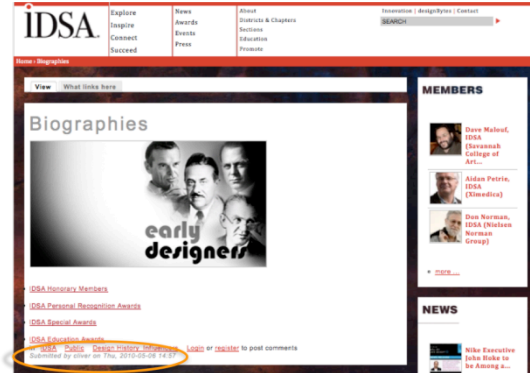 IDSA
Explore
Inspire
Connect
Succeed
News
Awards
Events
Press
About
Districts & Chapters
Sections
Education
Promote
Innovation | designBytes | Contact
SEARCH
Home › Biographies
View
What links here
Biographies
early
designers
IDSA Honorary Members
IDSA Personal Recognition Awards
IDSA Special Awards
IDSA Education Awards
IDSA Public Design History Login or register to post comments
Submitted by stiver on Thu, 2010-05-06 14:57
MEMBERS
Dave Malouf,
IDSA
(Savannah
College of
Art...
Aidan Petrie,
IDSA
(Ximedica)
Don Norman,
IDSA (Nielsen
Norman
Group)
more ...
NEWS
Nike Executive
John Hoke to
be Among a...